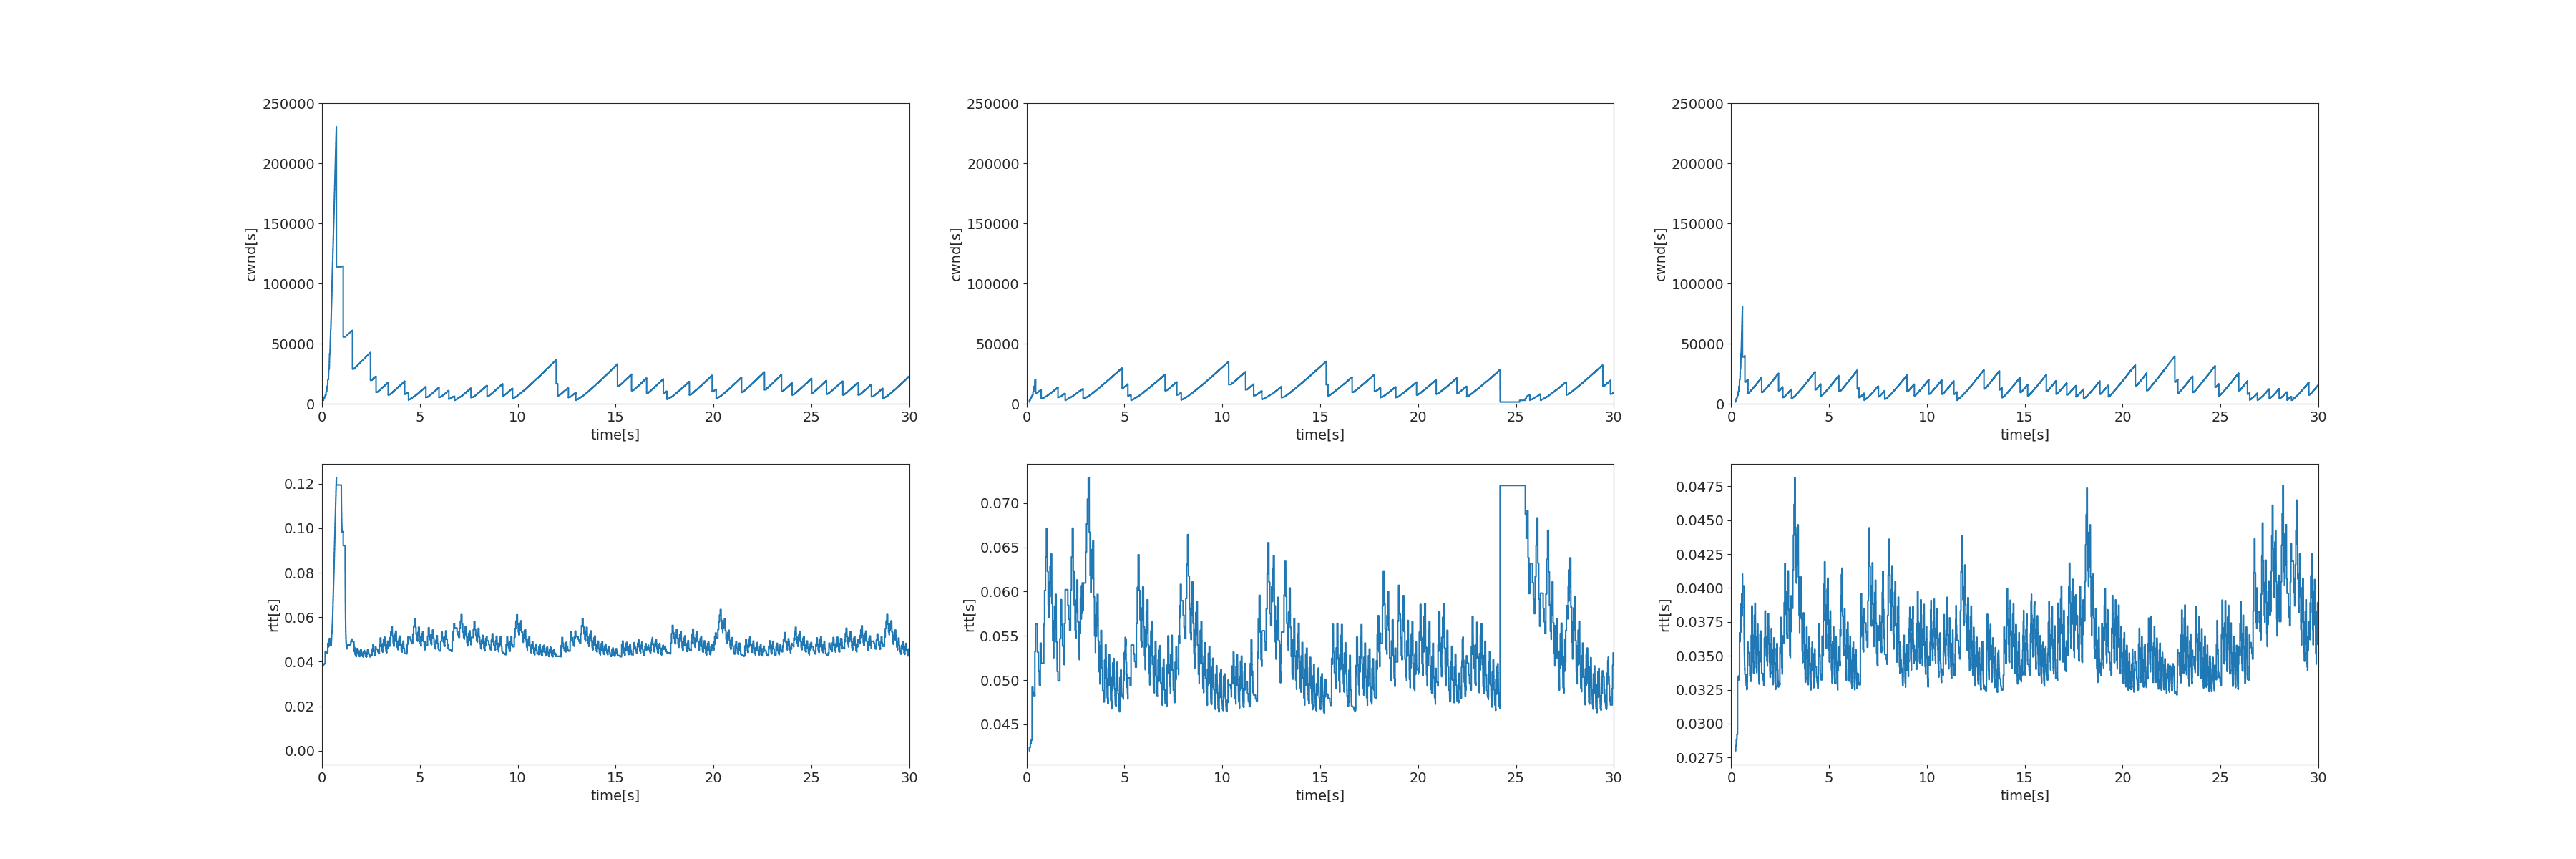 250000 250000 250000
200000 200000 200000
150000 150000 150000
cwnd[s] cwnd[s] cwnd[s]
100000 100000 100000
50000 50000 50000
0 0 0
0 5 10 15 20 25 30 0 5 10 15 20 25 30 0 5 10 15 20 25 30
time[s] time[s] time[s]
0.12 0.070 0.0475
0.10 0.065 0.0450
0.08 0.060 0.0425
rtt[s] rtt[s] rtt[s]
0.06 0.055 0.0400
0.04 0.050 0.0375
0.02 0.045 0.0350
0.00 0.0325
0.0300
0.0275
0 5 10 15 20 25 30 0 5 10 15 20 25 30 0 5 10 15 20 25 30
time[s] time[s] time[s]